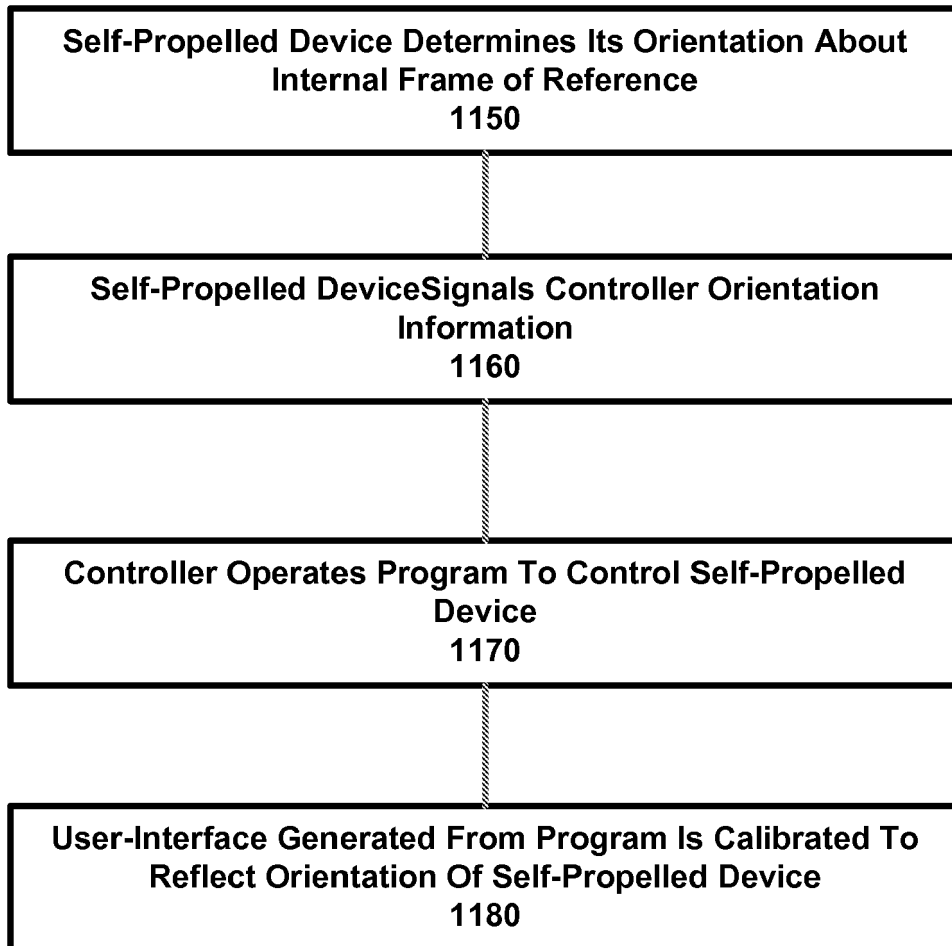 Self-Propelled Device Determines Its Orientation About
Internal Frame of Reference
1150
Self-Propelled DeviceSignals Controller Orientation
Information
1160
Controller Operates Program To Control Self-Propelled
Device
1170
User-Interface Generated From Program Is Calibrated To
Reflect Orientation Of Self-Propelled Device
1180